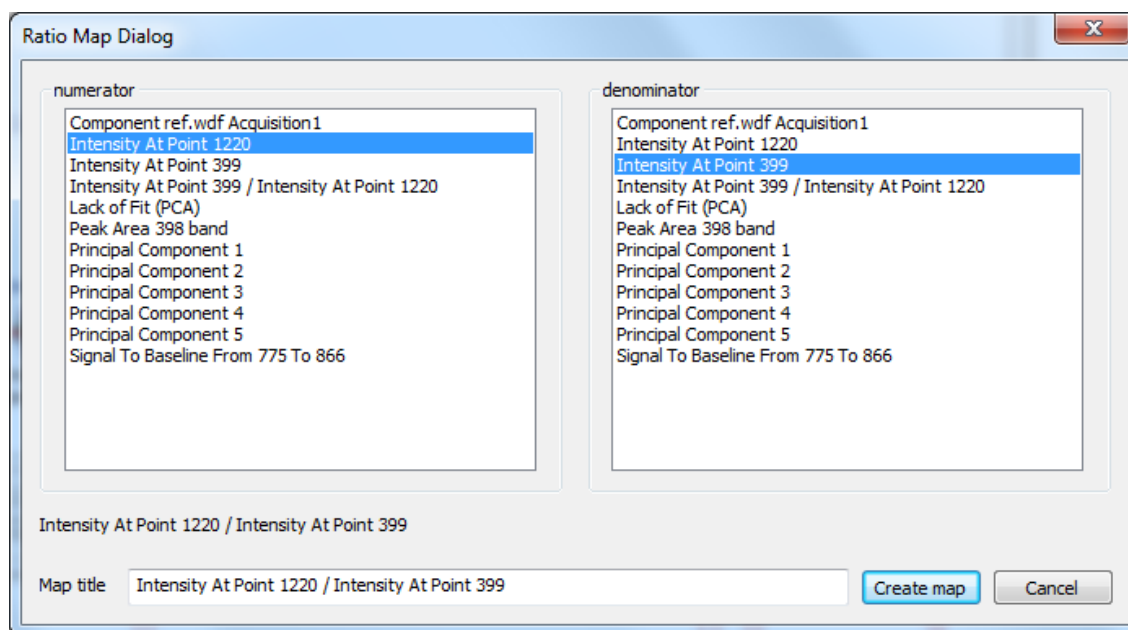 Ratio Map Dialog
numerator
Component ref.wdf Acquisition1
Intensity At Point 1220
Intensity At Point 399
Intensity At Point 399 / Intensity At Point 1220
Lack of Fit (PCA)
Peak Area 398 band
Principal Component 1
Principal Component 2
Principal Component 3
Principal Component 4
Principal Component 5
Signal To Baseline From 775 To 866
denominator
Component ref.wdf Acquisition1
Intensity At Point 1220
Intensity At Point 399
Intensity At Point 399 / Intensity At Point 1220
Lack of Fit (PCA)
Peak Area 398 band
Principal Component 1
Principal Component 2
Principal Component 3
Principal Component 4
Principal Component 5
Signal To Baseline From 775 To 866
Intensity At Point 1220 / Intensity At Point 399
Map title Intensity At Point 1220 / Intensity At Point 399 Create map Cancel